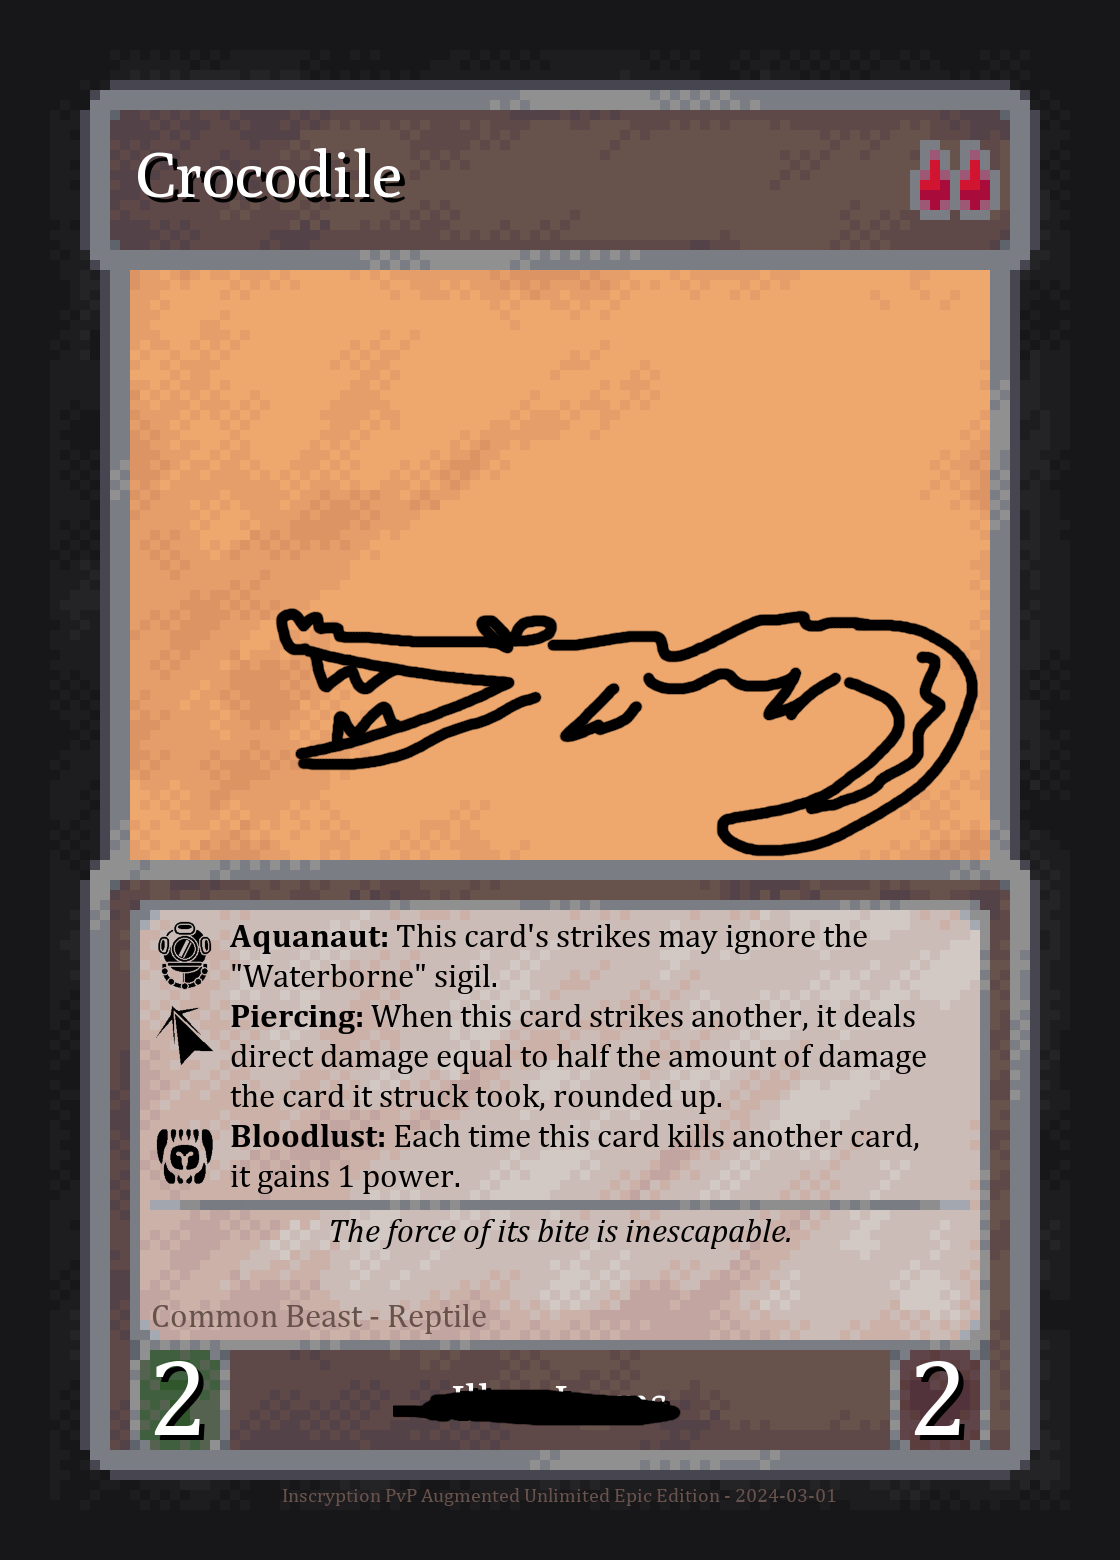 Crocodile
Aquanaut: This card's strikes may ignore the
"Waterborne" sigil.
Piercing: When this card strikes another, it deals
direct damage equal to half the amount of damage
the card it struck took, rounded up.
Bloodlust: Each time this card kills another card,
it gains 1 power.
The force of its bite is inescapable.
Common Beast - Reptile
2
2
Inscryption PvP Augmented Unlimited Epic Edition - 2024-03-01